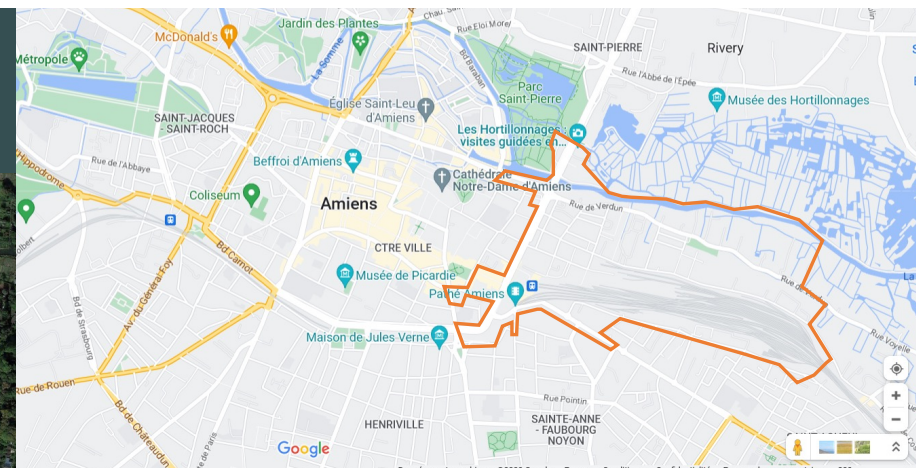 Jardin des Plantes
McDonald's
Rue Eloi Morel
Métropole
La Somme
Bd Baraban
SAINT-PIERRE
Rivery
Rue l'Abbé de l'Épée
Parc
Saint-Pierre
Musée des Hortillonnages
Église Saint-Leu
d'Amiens
SAINT-JACQUES
- SAINT-ROCH
Les Hortillonnages :
visites guidées en...
Rue de l'Abbaye
Beffroi d'Amiens
Cathédrale
Notre-Dame d'Amiens
Coliseum
Amiens
Rue de Verdun
CTRE VILLE
Bd Carnot
Musée de Picardie
Pathé Amiens
Av. du Général Foy
Bd de Strasbourg
Maison de Jules Verne
Rue de Verdun
Rue Voyelle
Rue de Rouen
Rue Pointin
Bd de Châteaudun
HENRIVILLE
SAINTE-ANNE
- FAUBOURG
NOYON
Google